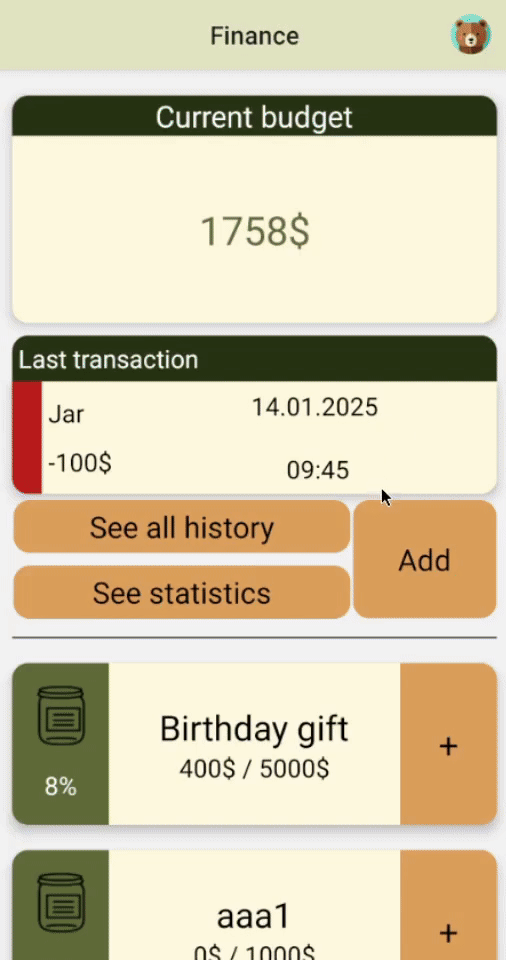 Finance
Current budget
1758$
Last transaction
Jar
14.01.2025
-100$
09:45
See all history
See statistics
Add
Birthday gift
400$ / 5000$
+
8%
aaa1
0$ / 1000$
+